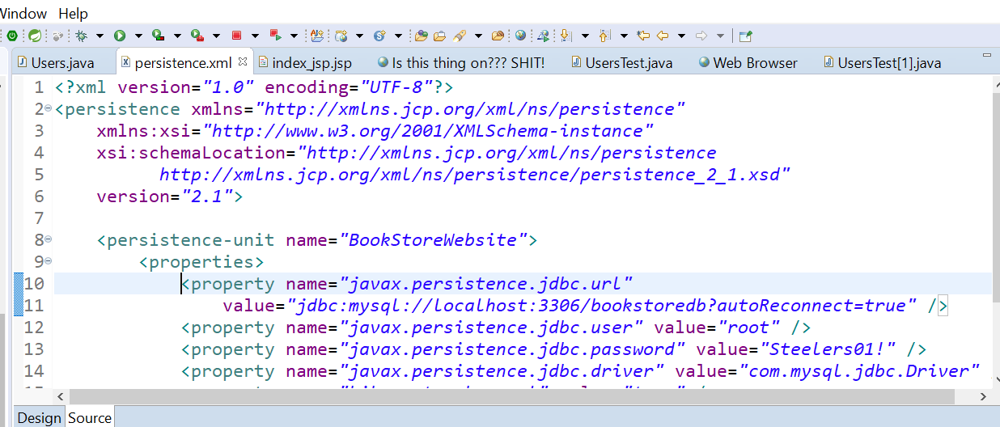 Window Help
Users.java persistence.xml index_jsp.jsp Is this thing on??? SHIT! UsersTest.java Web Browser UsersTest[1].java
1 <?xml version="1.0" encoding="UTF-8"?>
2 <persistence xmlns="http://xmlns.jcp.org/xml/ns/persistence"
3 xmlns:xsi="http://www.w3.org/2001/XMLSchema-instance"
4 xsi:schemaLocation="http://xmlns.jcp.org/xml/ns/persistence
5 http://xmlns.jcp.org/xml/ns/persistence/persistence_2_1.xsd"
6 version="2.1">
7
8 <persistence-unit name="BookStoreWebsite">
9 <properties>
10 <property name="javax.persistence.jdbc.url"
11 value="jdbc:mysql://localhost:3306/bookstoredb?autoReconnect=true" />
12 <property name="javax.persistence.jdbc.user" value="root" />
13 <property name="javax.persistence.jdbc.password" value="Steelers01!" />
14 <property name="javax.persistence.jdbc.driver" value="com.mysql.jdbc.Driver"
Design Source